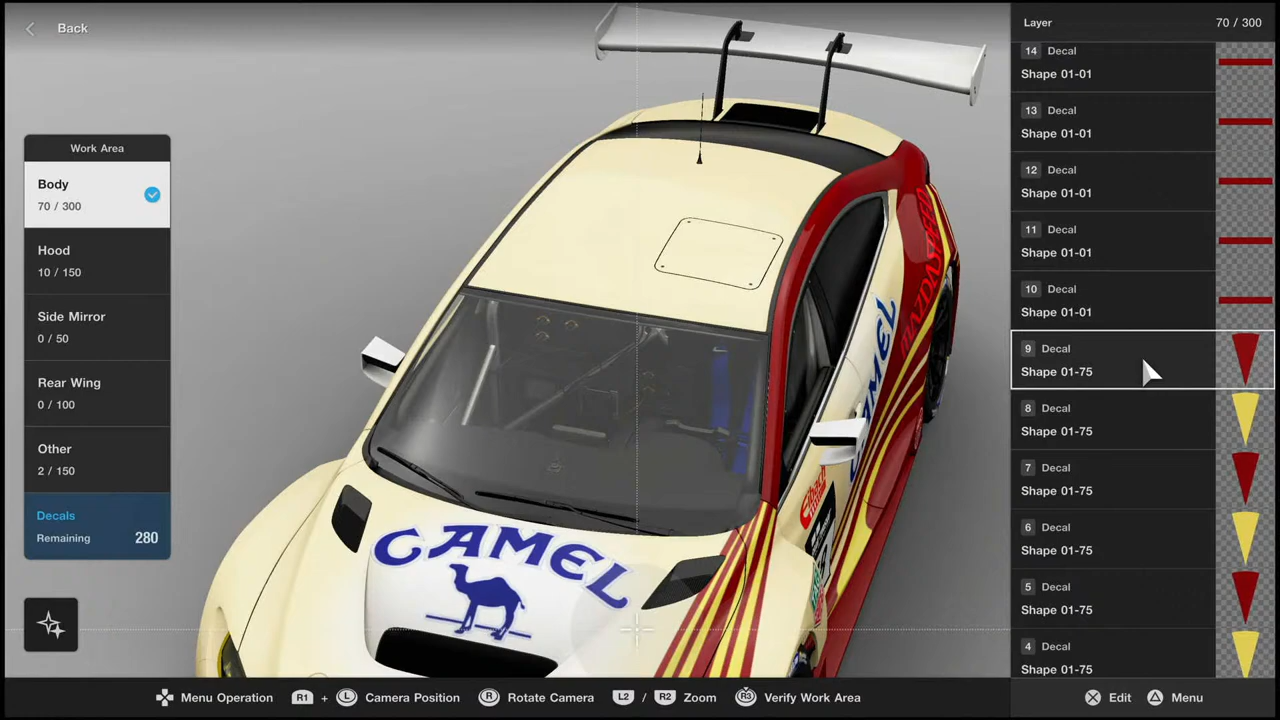 Back
Layer 70 / 300
Work Area
Body
70 / 300
Hood
10 / 150
Side Mirror
0 / 50
Rear Wing
0 / 100
Other
2 / 150
Decals
Remaining 280
MAZDASPEED
CAMEL
CAMEL
14 Decal
Shape 01-01
13 Decal
Shape 01-01
12 Decal
Shape 01-01
11 Decal
Shape 01-01
10 Decal
Shape 01-01
9 Decal
Shape 01-75
8 Decal
Shape 01-75
7 Decal
Shape 01-75
6 Decal
Shape 01-75
5 Decal
Shape 01-75
4 Decal
Shape 01-75
Menu Operation R1 + L Camera Position R Rotate Camera L2 / R2 Zoom R3 Verify Work Area Edit Menu